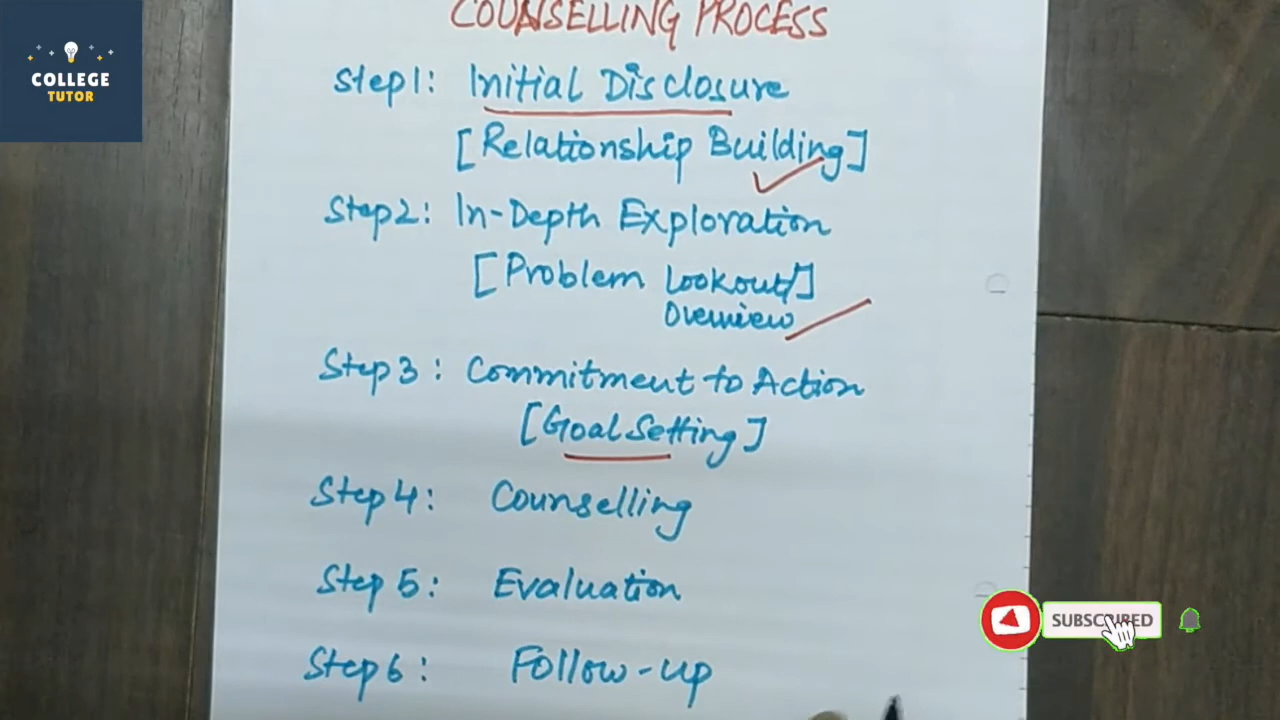 COUNSELLING PROCESS
COLLEGE
TUTOR
Step 1: Initial Disclosure
[Relationship Building]
Step 2: In-Depth Exploration
[Problem Lookout/]
Overview
Step 3: Commitment to Action
[Goal Setting]
Step 4: Counselling
Step 5: Evaluation
SUBSCRIBED
Step 6: Follow-up